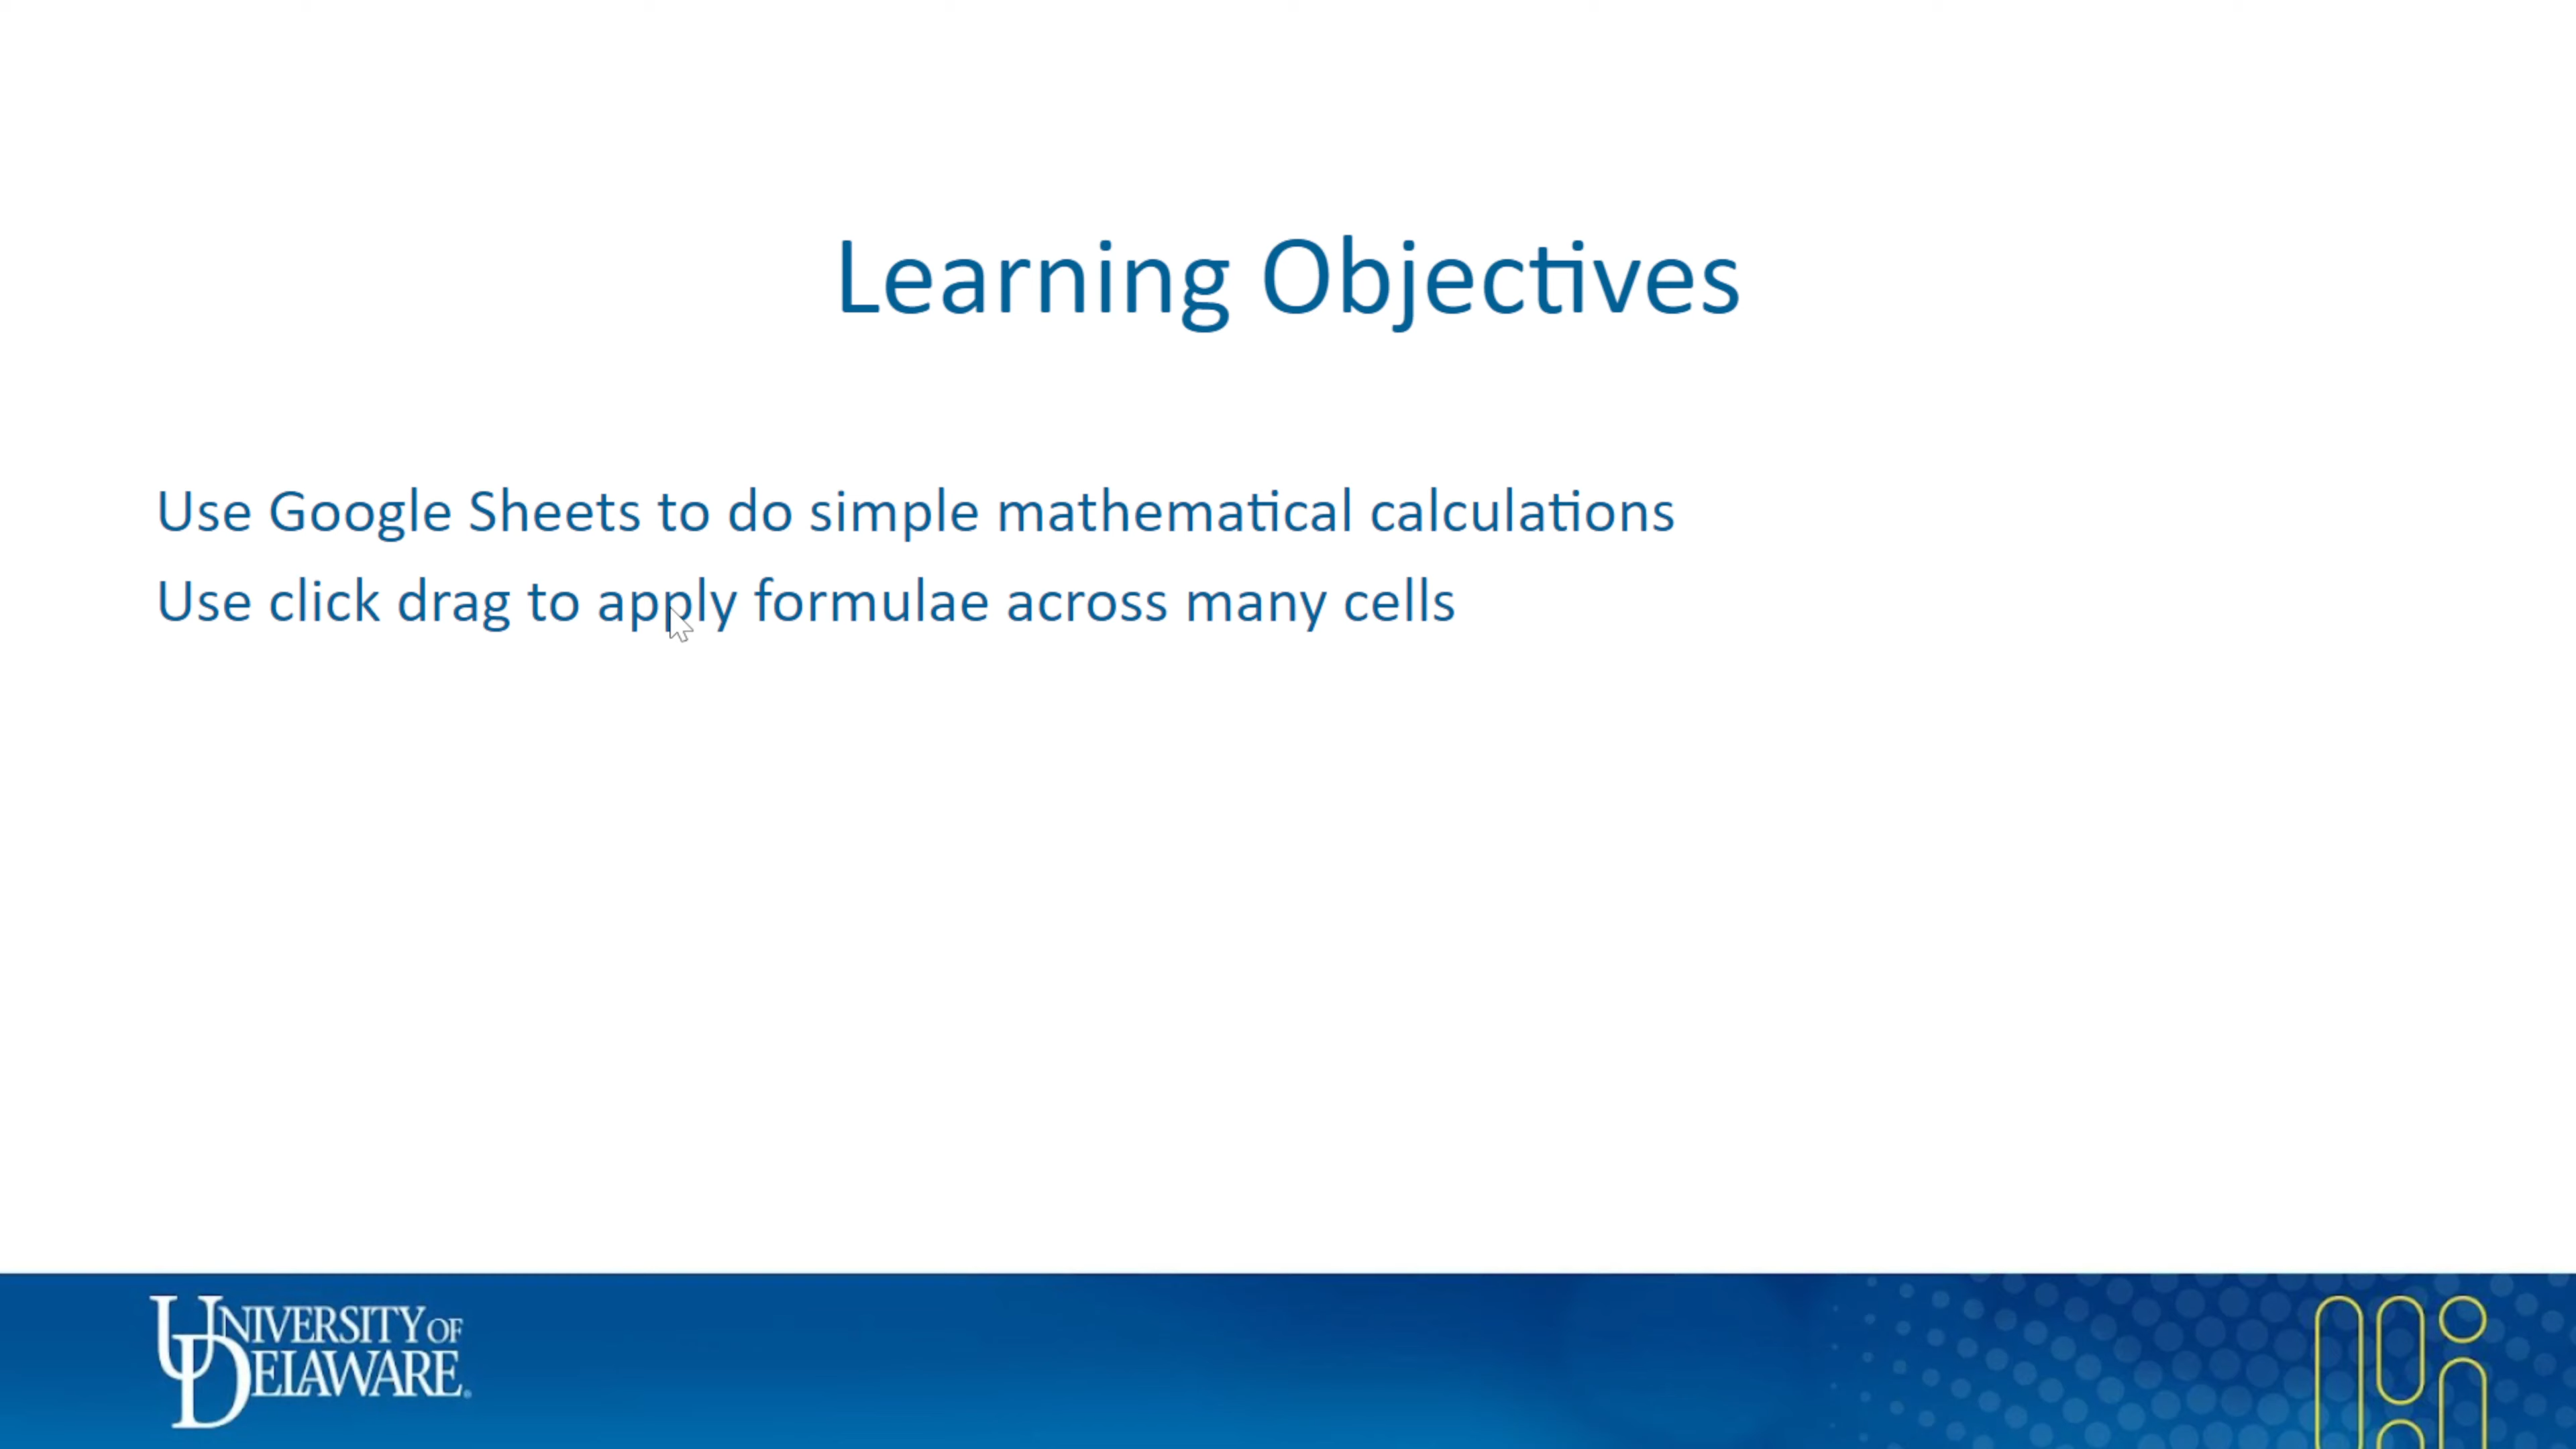 Learning Objectives
Use Google Sheets to do simple mathematical calculations
Use click drag to apply formulae across many cells
UNIVERSITY OF
DELAWARE.